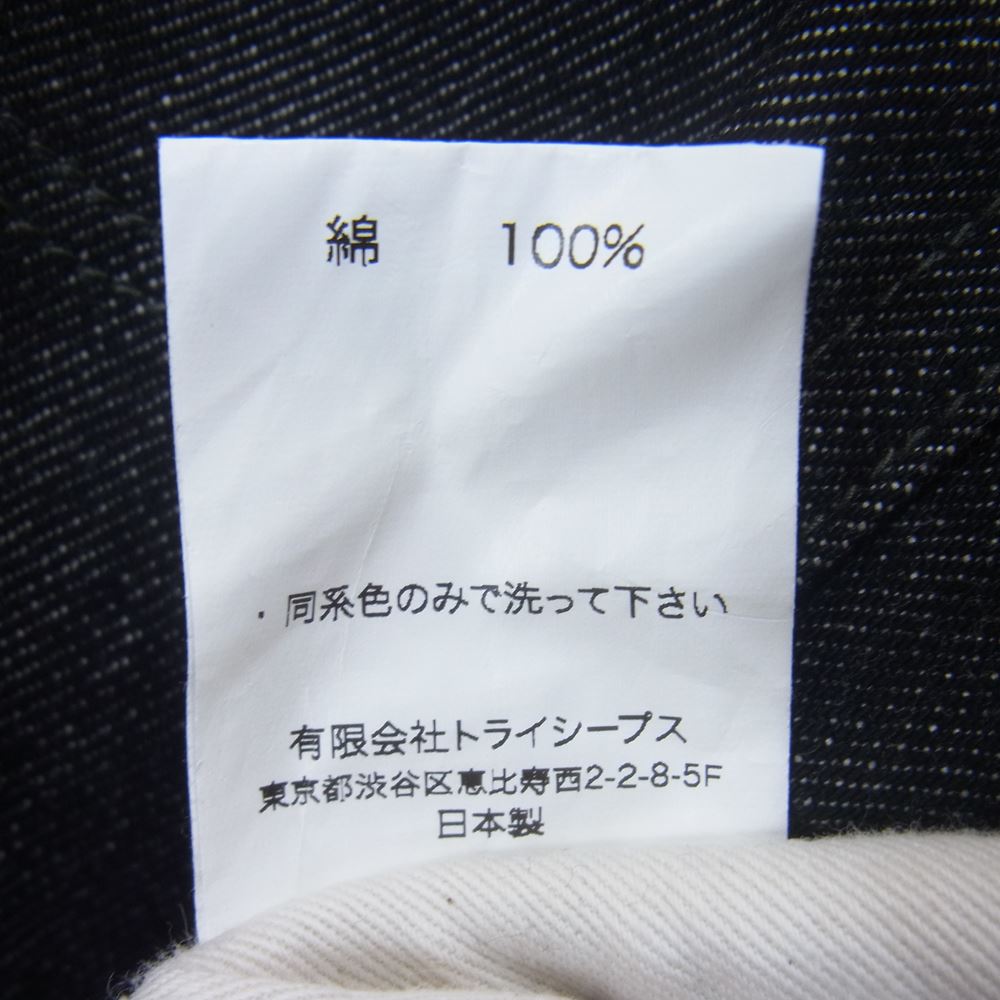 綿 100%
・同系色のみで洗って下さい
有限会社トライシープス
東京都渋谷区恵比寿西2-2-8-5F
日本製